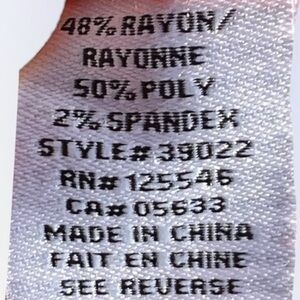 48% RAYON/
RAYONNE
50% POLY
2% SPANDEX
STYLE# 39022
RN# 125546
CA# 05633
MADE IN CHINA
FAIT EN CHINE
SEE REVERSE